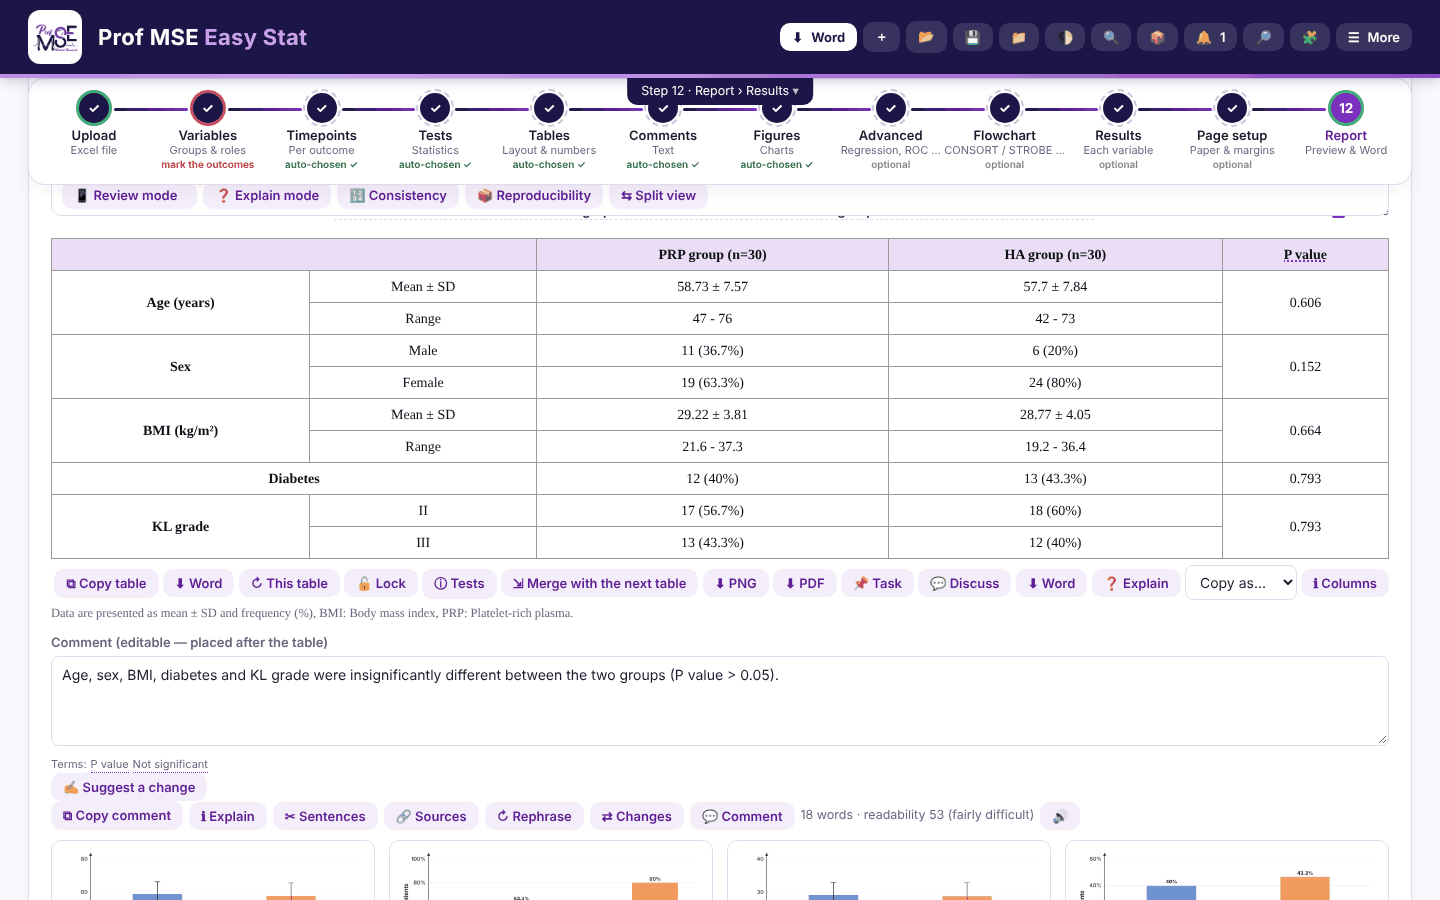 Prof MSE Easy Stat
⬇ Word
+
1
☰ More
Step 12 · Report › Results ▾
✓ ✓ ✓ ✓ ✓ ✓ ✓ ✓ ✓ ✓ ✓ 12
Upload Variables Timepoints Tests Tables Comments Figures Advanced Flowchart Results Page setup Report
Excel file Groups & roles Per outcome Statistics Layout & numbers Text Charts Regression, ROC ... CONSORT / STROBE ... Each variable Paper & margins Preview & Word
mark the outcomes auto-chosen ✓ auto-chosen ✓ auto-chosen ✓ auto-chosen ✓ auto-chosen ✓ optional optional optional optional
Review mode ❓ Explain mode Consistency Reproducibility ⇆ Split view
PRP group (n=30) HA group (n=30) P value
Age (years) Mean ± SD 58.73 ± 7.57 57.7 ± 7.84 0.606
Range 47 - 76 42 - 73
Sex Male 11 (36.7%) 6 (20%) 0.152
Female 19 (63.3%) 24 (80%)
BMI (kg/m²) Mean ± SD 29.22 ± 3.81 28.77 ± 4.05 0.664
Range 21.6 - 37.3 19.2 - 36.4
Diabetes 12 (40%) 13 (43.3%) 0.793
KL grade II 17 (56.7%) 18 (60%) 0.793
III 13 (43.3%) 12 (40%)
Copy table ⬇ Word ↻ This table Lock ⓘ Tests Merge with the next table ⬇ PNG ⬇ PDF Task Discuss ⬇ Word ❓ Explain Copy as... ℹ Columns
Data are presented as mean ± SD and frequency (%), BMI: Body mass index, PRP: Platelet-rich plasma.
Comment (editable — placed after the table)
Age, sex, BMI, diabetes and KL grade were insignificantly different between the two groups (P value > 0.05).
Terms: P value Not significant
Suggest a change
Copy comment ℹ Explain ✂ Sentences Sources ↻ Rephrase ⇄ Changes Comment 18 words · readability 53 (fairly difficult)
80 100% 40 50%
60 80% 80% 30 40% 40% 43.3%